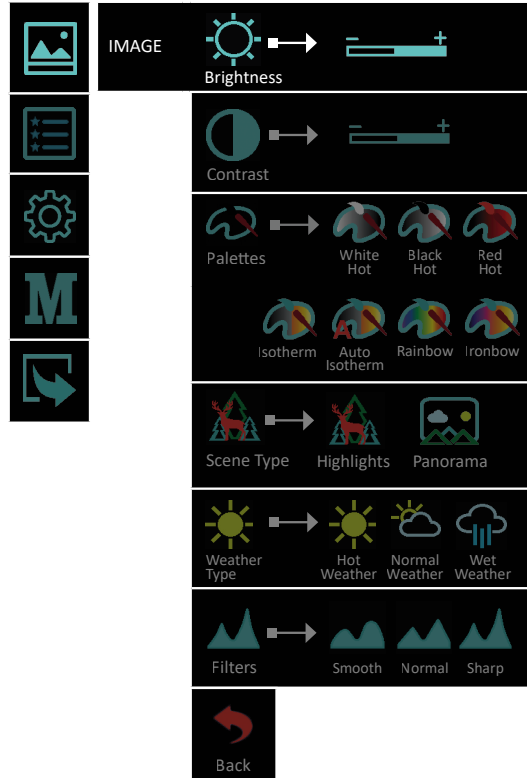 IMAGE
Brightness
Contrast
Palettes
White Hot
Black Hot
Red Hot
Isotherm
A
Auto Isotherm
Rainbow
Ironbow
Scene Type
Highlights
Panorama
Weather Type
Hot Weather
Normal Weather
Wet Weather
Filters
Smooth
Normal
Sharp
M
Back